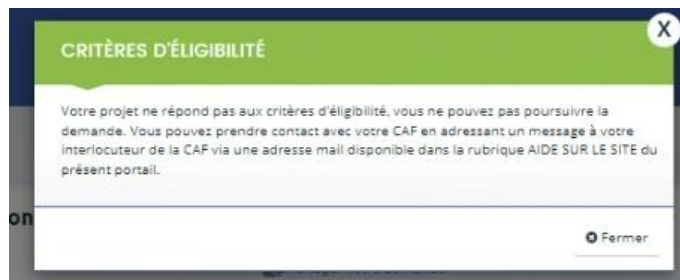 X
CRITÈRES D'ÉLIGIBILITÉ
Votre projet ne répond pas aux critères d'éligibilité, vous ne pouvez pas poursuivre la
demande. Vous pouvez prendre contact avec votre CAF en adressant un message à votre
interlocuteur de la CAF via une adresse mail disponible dans la rubrique AIDE SUR LE SITE du
présent portail.
on
Fermer